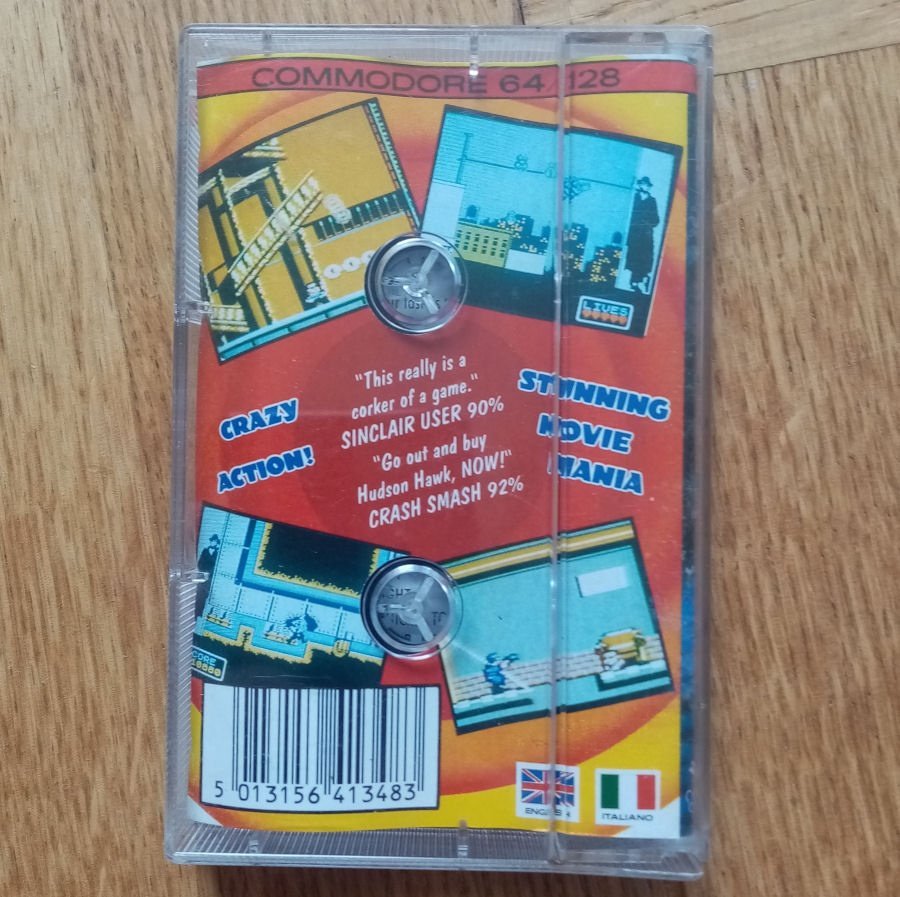 COMMODORE 64/128
LIVES
"This really is a
corker of a game."
SINCLAIR USER 90%
"Go out and buy
Hudson Hawk, NOW!"
CRASH SMASH 92%
CRAZY
ACTION!
STUNNING
MOVIE
MANIA
SCORE
5 013156 413483
ENGLISH
ITALIANO